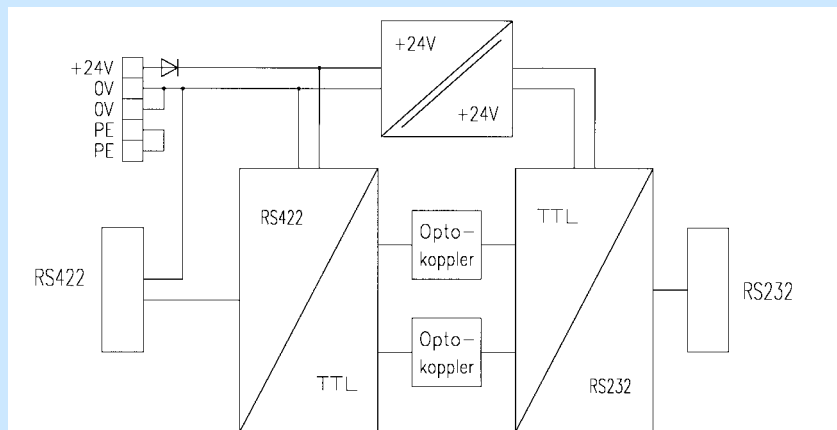 +24V
0V
0V
PE
PE
+24V
+24V
RS422
TTL
Opto-
koppler
Opto-
koppler
TTL
RS232
RS422
RS232